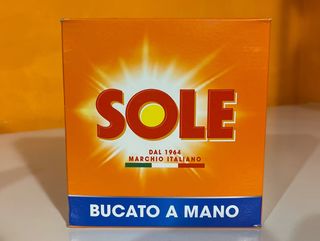 SOLE
DAL 1964
MARCHIO ITALIANO
BUCATO A MANO